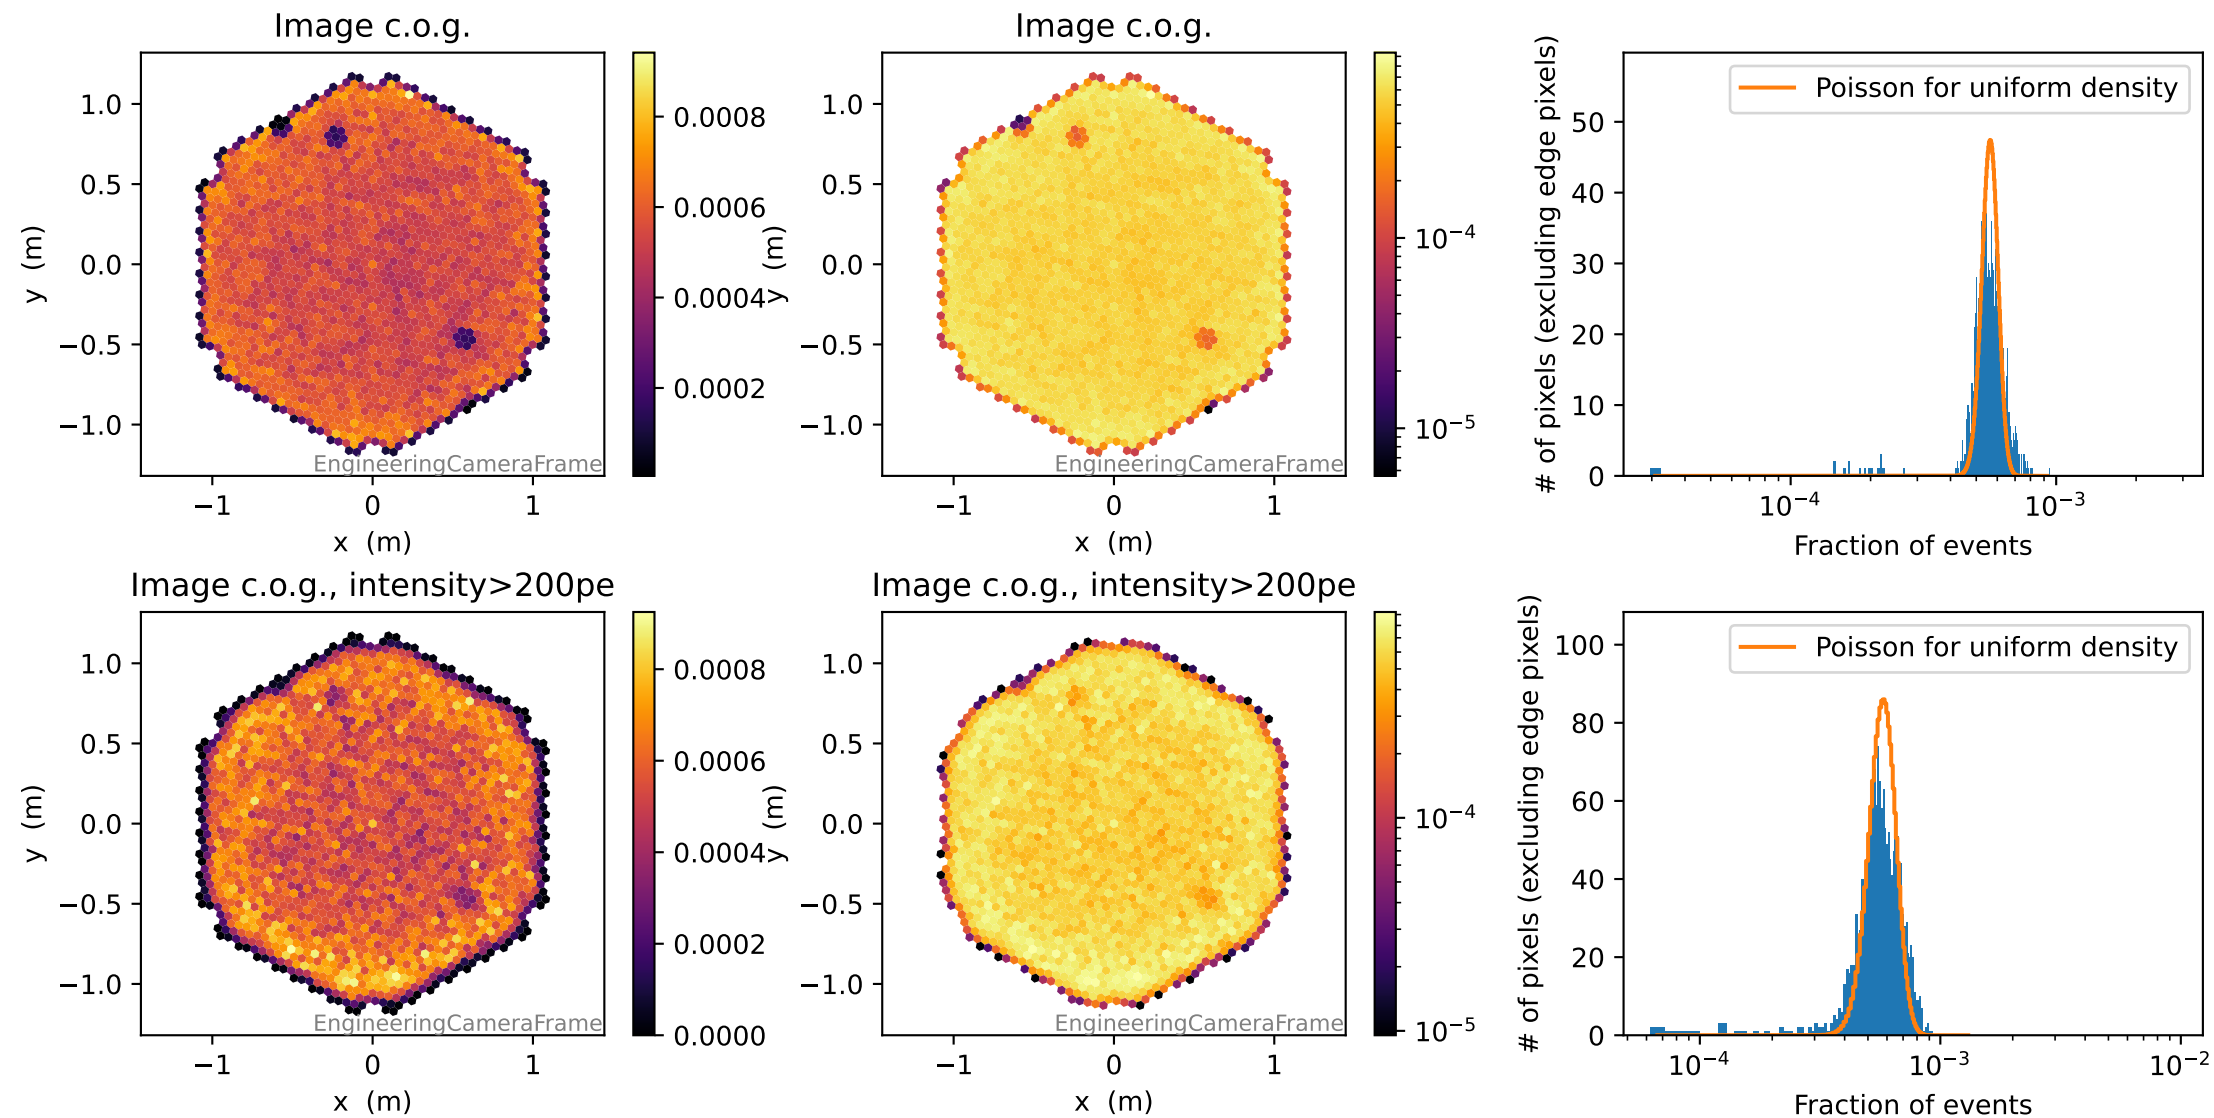 Image c.o.g.
1.0
0.5
0.0
−0.5
−1.0
y (m)
−1
0
1
x (m)
EngineeringCameraFrame
0.0008
0.0006
0.0004
0.0002
Image c.o.g.
1.0
0.5
0.0
−0.5
−1.0
y (m)
−1
0
1
x (m)
EngineeringCameraFrame
10⁻⁴
10⁻⁵
# of pixels (excluding edge pixels)
50
40
30
20
10
0
Poisson for uniform density
10⁻⁴
10⁻³
Fraction of events
Image c.o.g., intensity>200pe
1.0
0.5
0.0
−0.5
−1.0
y (m)
−1
0
1
x (m)
EngineeringCameraFrame
0.0008
0.0006
0.0004
0.0002
0.0000
Image c.o.g., intensity>200pe
1.0
0.5
0.0
−0.5
−1.0
y (m)
−1
0
1
x (m)
EngineeringCameraFrame
10⁻⁴
10⁻⁵
# of pixels (excluding edge pixels)
100
80
60
40
20
0
Poisson for uniform density
10⁻⁴
10⁻³
10⁻²
Fraction of events